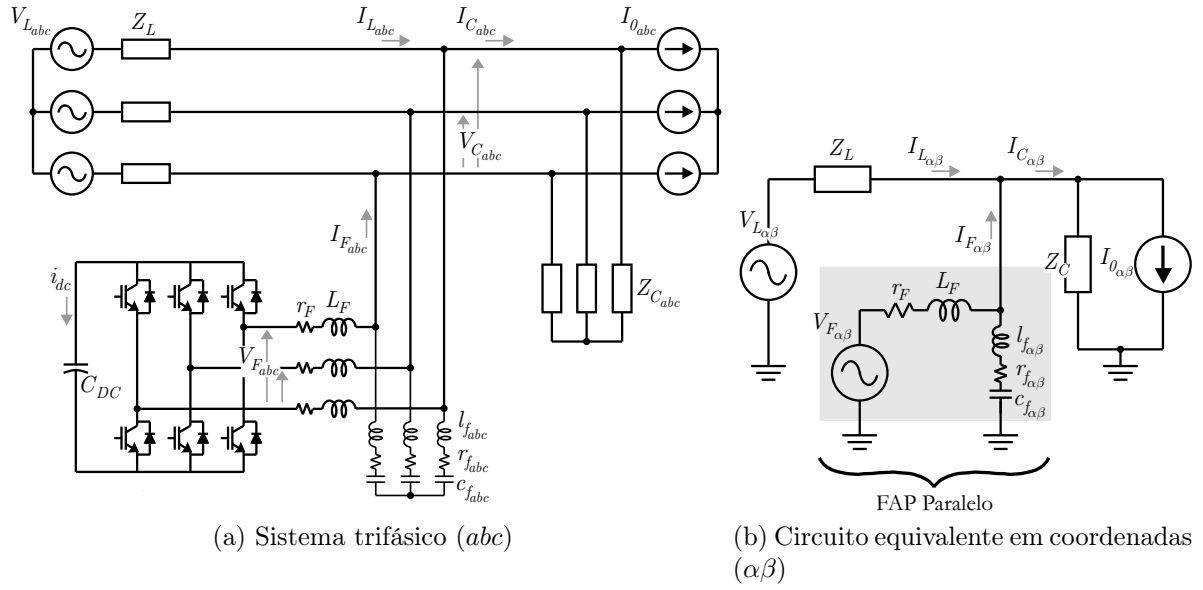 V_{L_{abc}} Z_L I_{L_{abc}} I_{C_{abc}} I_{0_{abc}}
V_{C_{abc}}
I_{F_{abc}}
i_{dc}
r_F L_F
Z_{C_{abc}}
V_{F_{abc}}
C_{DC}
l_{f_{abc}}
r_{f_{abc}}
c_{f_{abc}}
(a) Sistema trifásico (abc)
Z_L I_{L_{αβ}} I_{C_{αβ}}
V_{L_{αβ}}
I_{F_{αβ}}
Z_C I_{0_{αβ}}
r_F L_F
V_{F_{αβ}}
l_{f_{αβ}}
r_{f_{αβ}}
c_{f_{αβ}}
FAP Paralelo
(b) Circuito equivalente em coordenadas
(αβ)